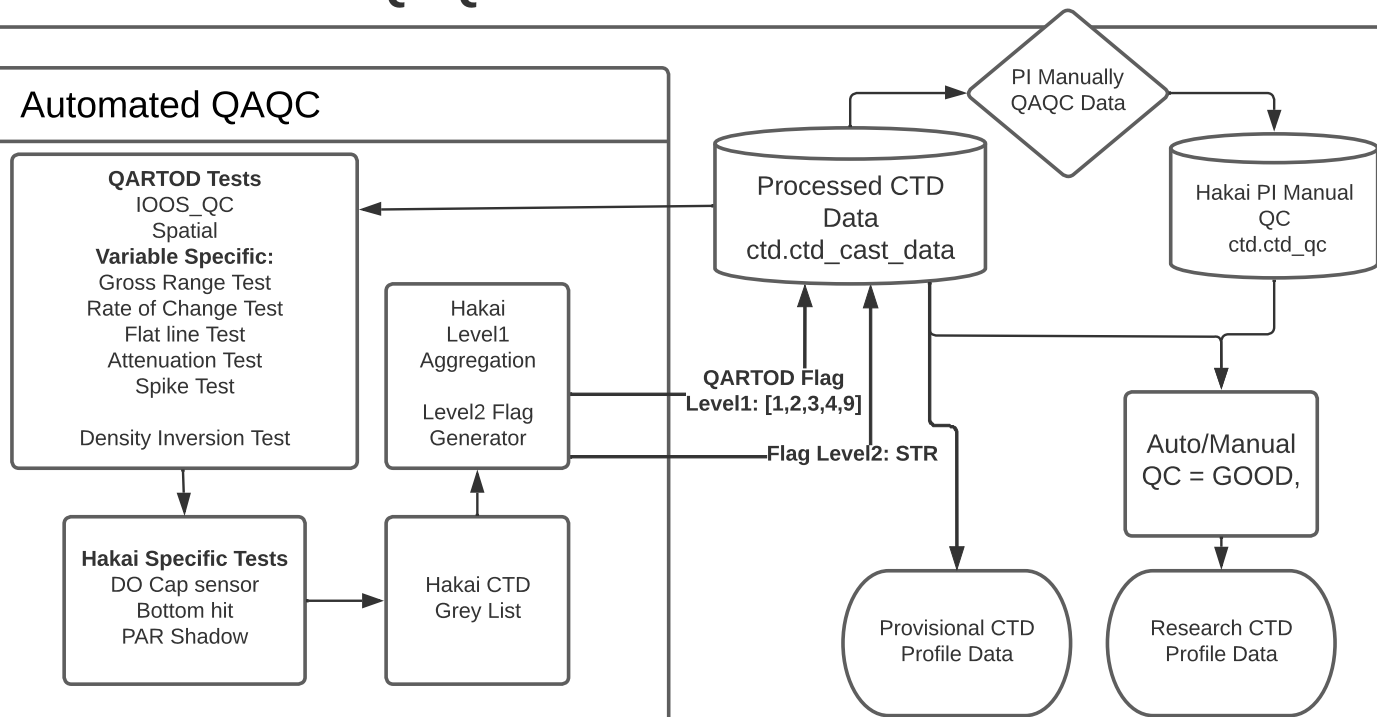 Automated QAQC
QARTOD Tests
IOOS_QC
Spatial
Variable Specific:
Gross Range Test
Rate of Change Test
Flat line Test
Attenuation Test
Spike Test
Density Inversion Test
Hakai Specific Tests
DO Cap sensor
Bottom hit
PAR Shadow
Hakai CTD
Grey List
Hakai
Level1
Aggregation
Level2 Flag
Generator
QARTOD Flag
Level1: [1,2,3,4,9]
Flag Level2: STR
Processed CTD
Data
ctd.ctd_cast_data
PI Manually
QAQC Data
Hakai PI Manual
QC
ctd.ctd_qc
Auto/Manual
QC = GOOD,
Provisional CTD
Profile Data
Research CTD
Profile Data